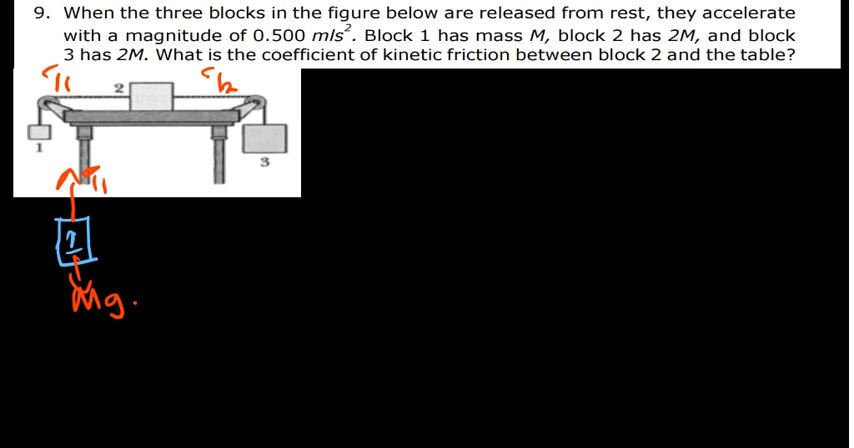 9. When the three blocks in the figure below are released from rest, they accelerate
with a magnitude of 0.500 mls². Block 1 has mass M, block 2 has 2M, and block
3 has 2M. What is the coefficient of kinetic friction between block 2 and the table?
T1
2
T2
1
3
T1
1
Mg.